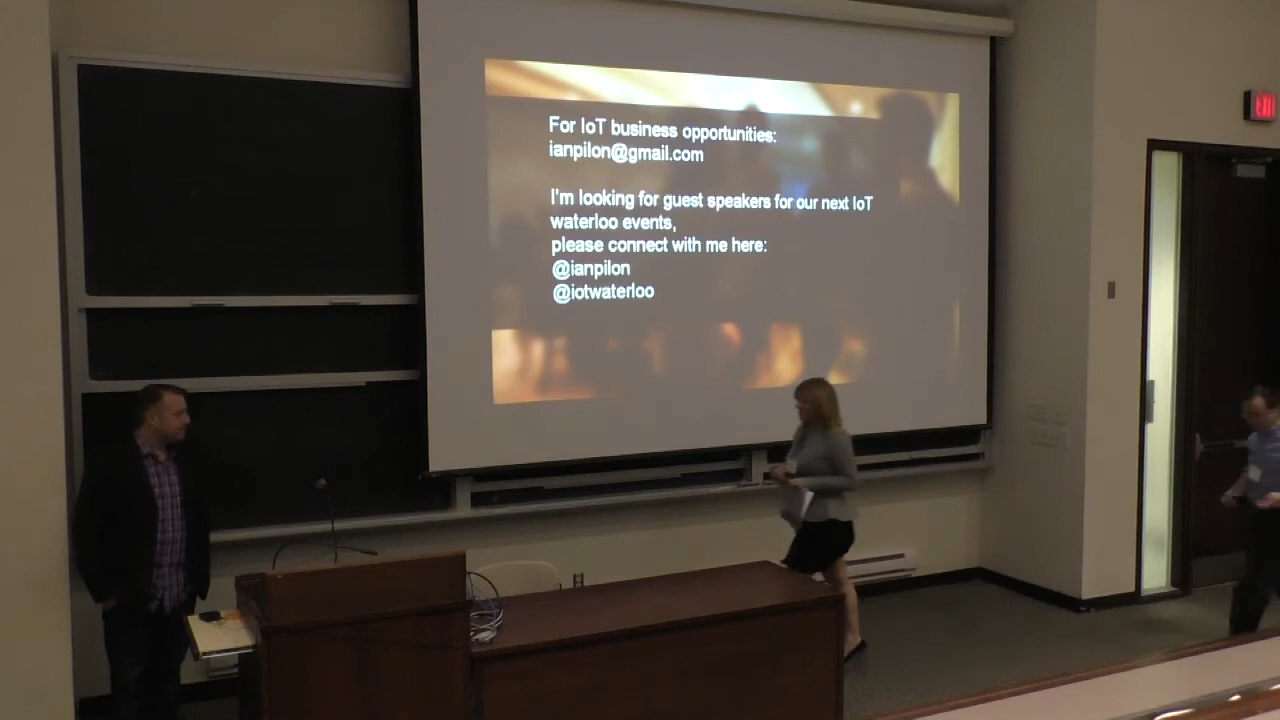 For IoT business opportunities:
ianpilon@gmail.com
I'm looking for guest speakers for our next IoT
waterloo events,
please connect with me here:
@ianpilon
@iotwaterloo
EXIT